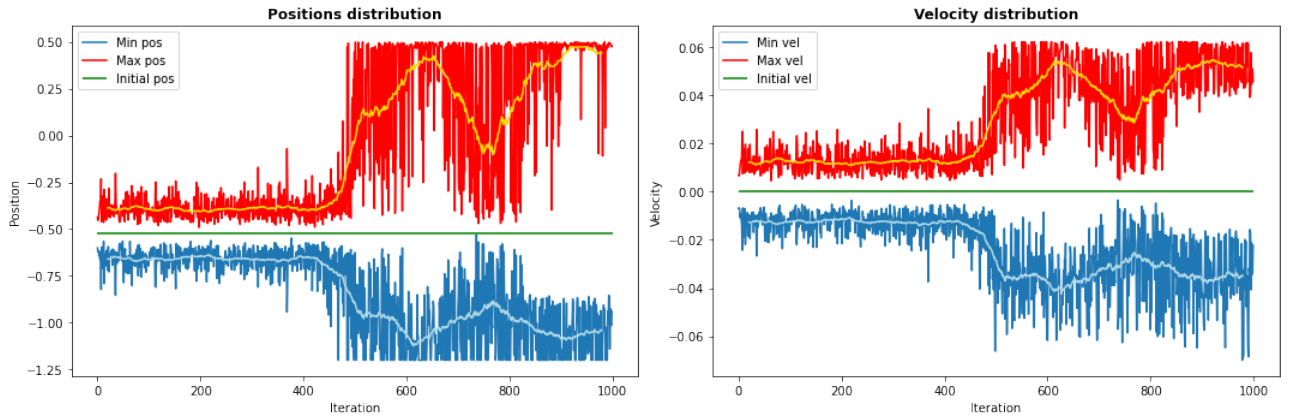 Positions distribution
Min pos
Max pos
Initial pos
0.50
0.25
0.00
−0.25
−0.50
−0.75
−1.00
−1.25
Position
0
200
400
600
800
1000
Iteration
Velocity distribution
Min vel
Max vel
Initial vel
0.06
0.04
0.02
0.00
−0.02
−0.04
−0.06
Velocity
0
200
400
600
800
1000
Iteration